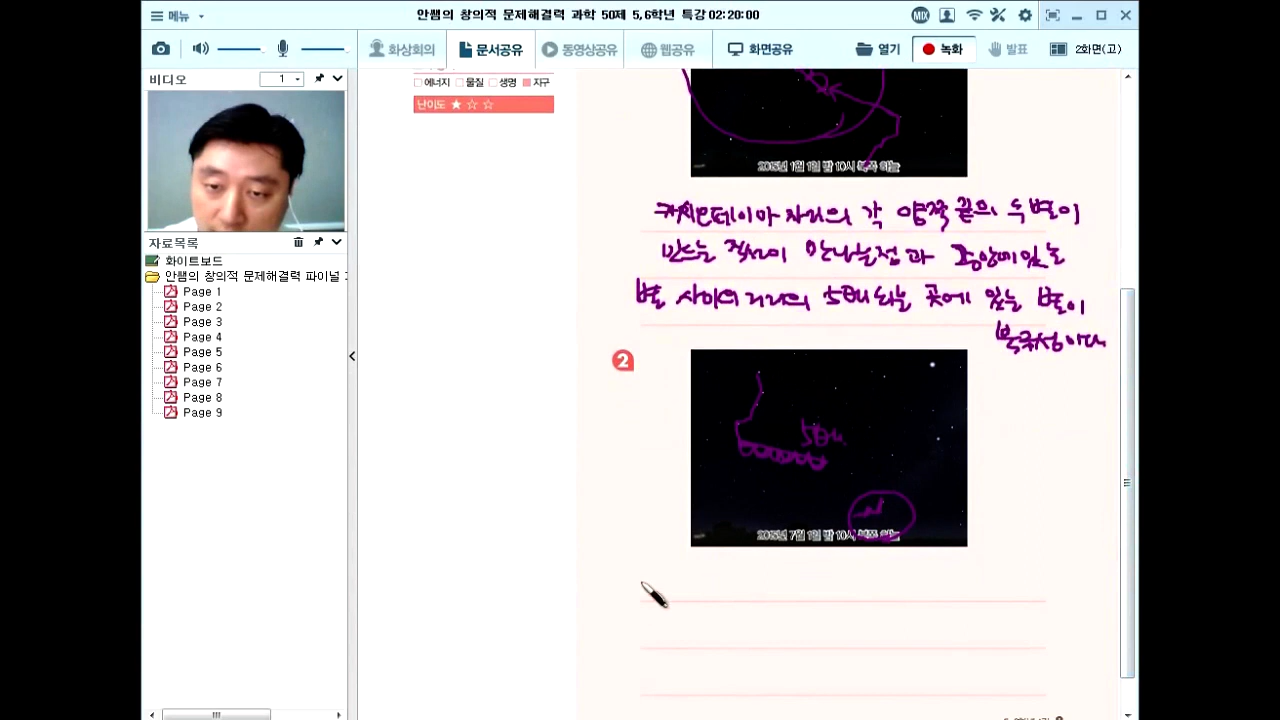 메뉴
안쌤의 창의적 문제해결력 과학 50제 5,6학년 특강 02:20:00
MIX
화상회의 문서공유 동영상공유 웹공유 화면공유 열기 녹화 발표 2화면(고)
비디오 1
에너지 물질 생명 지구
난이도 ★ ☆ ☆
2015년 1월 1일 밤 10시 북쪽 하늘
카시오페이아 자리의 각 양쪽 끝의 두 별이
만드는 직선이 만나는 점과 중앙에 있는
별 사이의 거리의 5배 되는 곳에 있는 별이
북극성이다
자료목록
화이트보드
안쌤의 창의적 문제해결력 파이널
Page 1
Page 2
Page 3
Page 4
Page 5
Page 6
Page 7
Page 8
Page 9
2
5배
2015년 7월 1일 밤 10시 북쪽 하늘